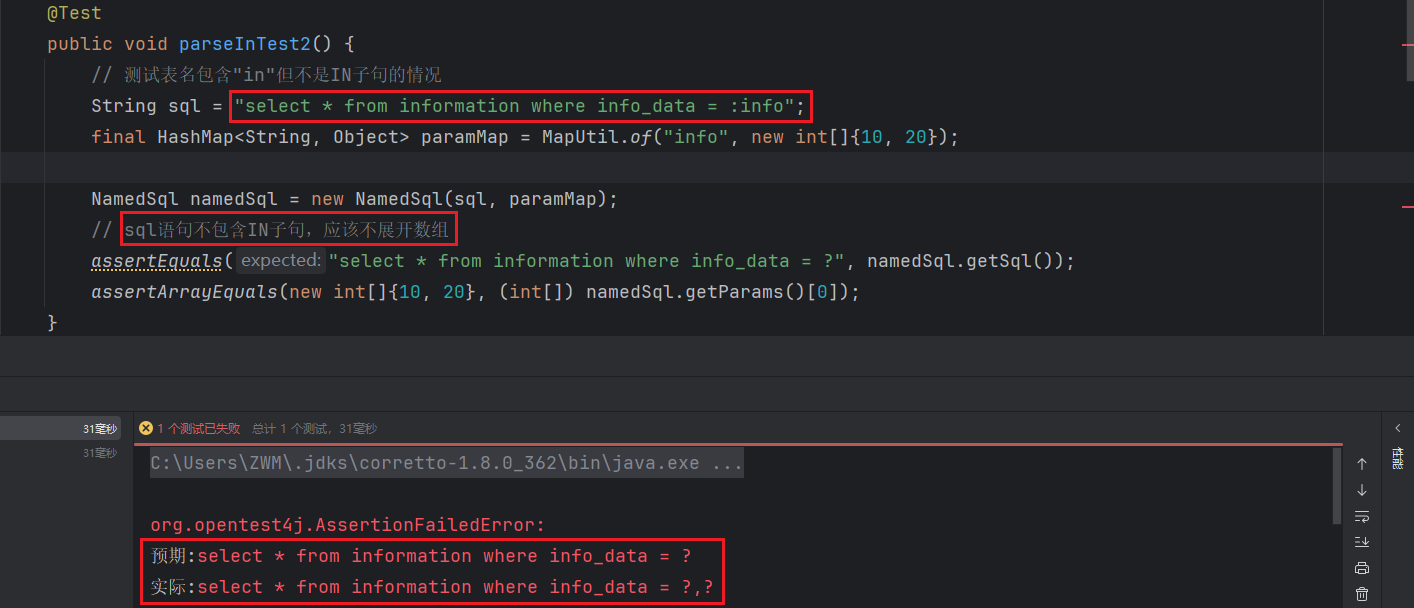 @Test
public void parseInTest2() {
// 测试表名包含"in"但不是IN子句的情况
String sql = "select * from information where info_data = :info";
final HashMap<String, Object> paramMap = MapUtil.of("info", new int[]{10, 20});
NamedSql namedSql = new NamedSql(sql, paramMap);
// sql语句不包含IN子句，应该不展开数组
assertEquals( expected: "select * from information where info_data = ?", namedSql.getSql());
assertArrayEquals(new int[]{10, 20}, (int[]) namedSql.getParams()[0]);
}
31毫秒
31毫秒
1 个测试已失败 总计 1 个测试，31毫秒
C:\Users\ZWM\.jdks\corretto-1.8.0_362\bin\java.exe ...
org.opentest4j.AssertionFailedError:
预期:select * from information where info_data = ?
实际:select * from information where info_data = ?,?
性能